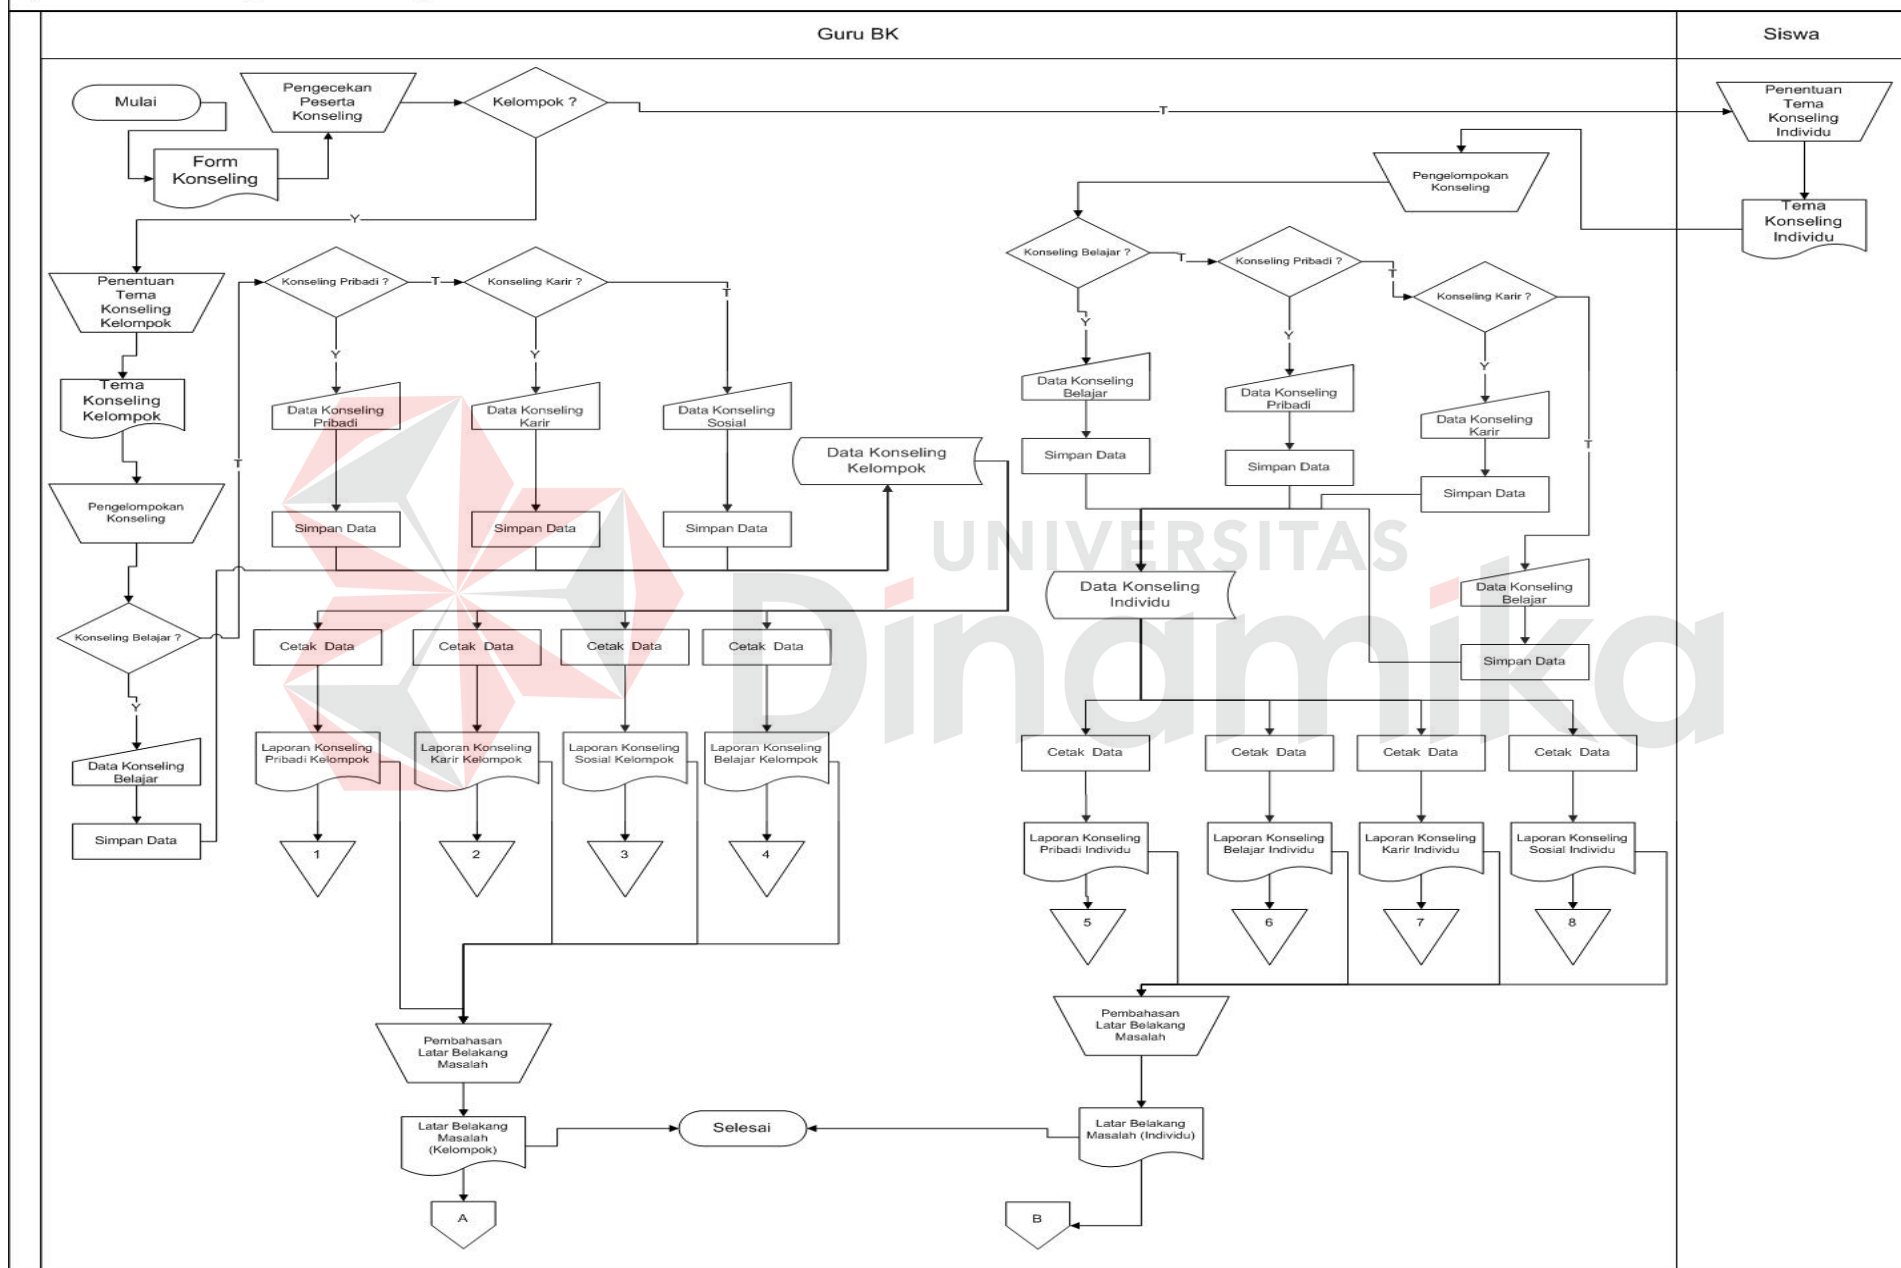 Guru BK
Siswa
Mulai
Pengecekan
Peserta
Konseling
Kelompok ?
T
Penentuan
Tema
Konseling
Individu
Form
Konseling
Pengelompokan
Konseling
Tema
Konseling
Individu
Y
Konseling Belajar ?
T
Konseling Pribadi ?
T
Konseling Karir ?
Penentuan
Tema
Konseling
Kelompok
Konseling Pribadi ?
T
Konseling Karir ?
T
Y
Y
Y
Y
Y
Data Konseling
Belajar
Data Konseling
Pribadi
Data Konseling
Karir
T
Tema
Konseling
Kelompok
Data Konseling
Pribadi
Data Konseling
Karir
Data Konseling
Sosial
Data Konseling
Kelompok
Simpan Data
Simpan Data
Simpan Data
T
Pengelompokan
Konseling
Simpan Data
Simpan Data
Simpan Data
UNIVERSITAS
Dinamika
Data Konseling
Individu
Data Konseling
Belajar
Simpan Data
Konseling Belajar ?
Cetak Data
Cetak Data
Cetak Data
Cetak Data
Y
Data Konseling
Belajar
Simpan Data
Laporan Konseling
Pribadi Kelompok
Laporan Konseling
Karir Kelompok
Laporan Konseling
Sosial Kelompok
Laporan Konseling
Belajar Kelompok
Cetak Data
Cetak Data
Cetak Data
Cetak Data
1
2
3
4
Laporan Konseling
Pribadi Individu
Laporan Konseling
Belajar Individu
Laporan Konseling
Karir Individu
Laporan Konseling
Sosial Individu
5
6
7
8
Pembahasan
Latar Belakang
Masalah
Pembahasan
Latar Belakang
Masalah
Latar Belakang
Masalah
(Kelompok)
Selesai
Latar Belakang
Masalah (Individu)
A
B